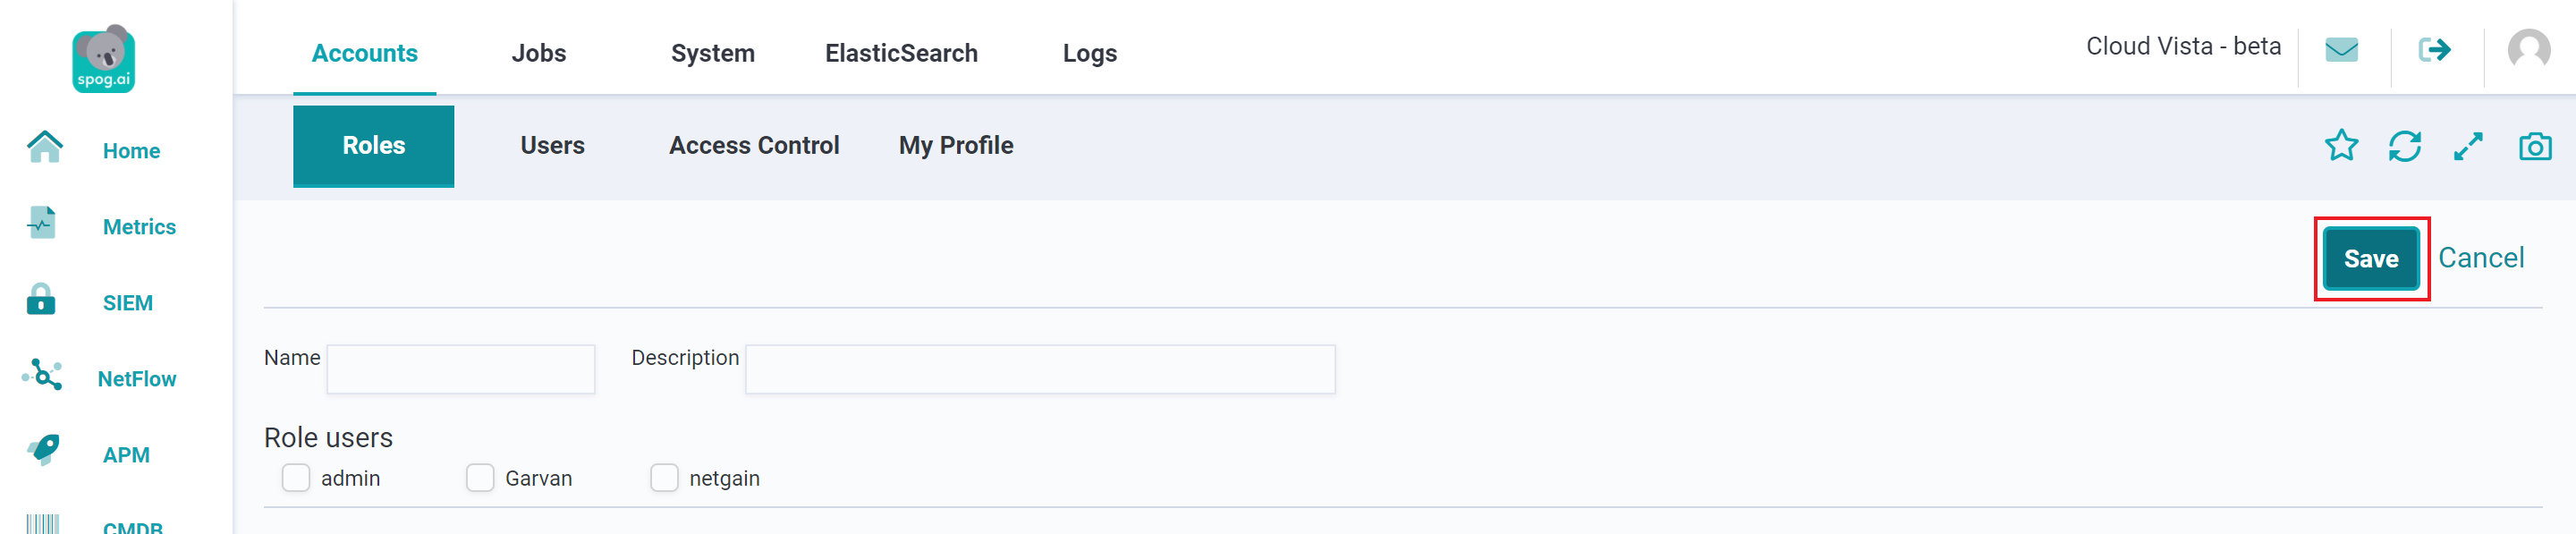 spog.ai
Accounts Jobs System ElasticSearch Logs Cloud Vista - beta
Roles Users Access Control My Profile
Home
Metrics
SIEM
NetFlow
APM
CMDB
Save Cancel
Name Description
Role users
admin Garvan netgain